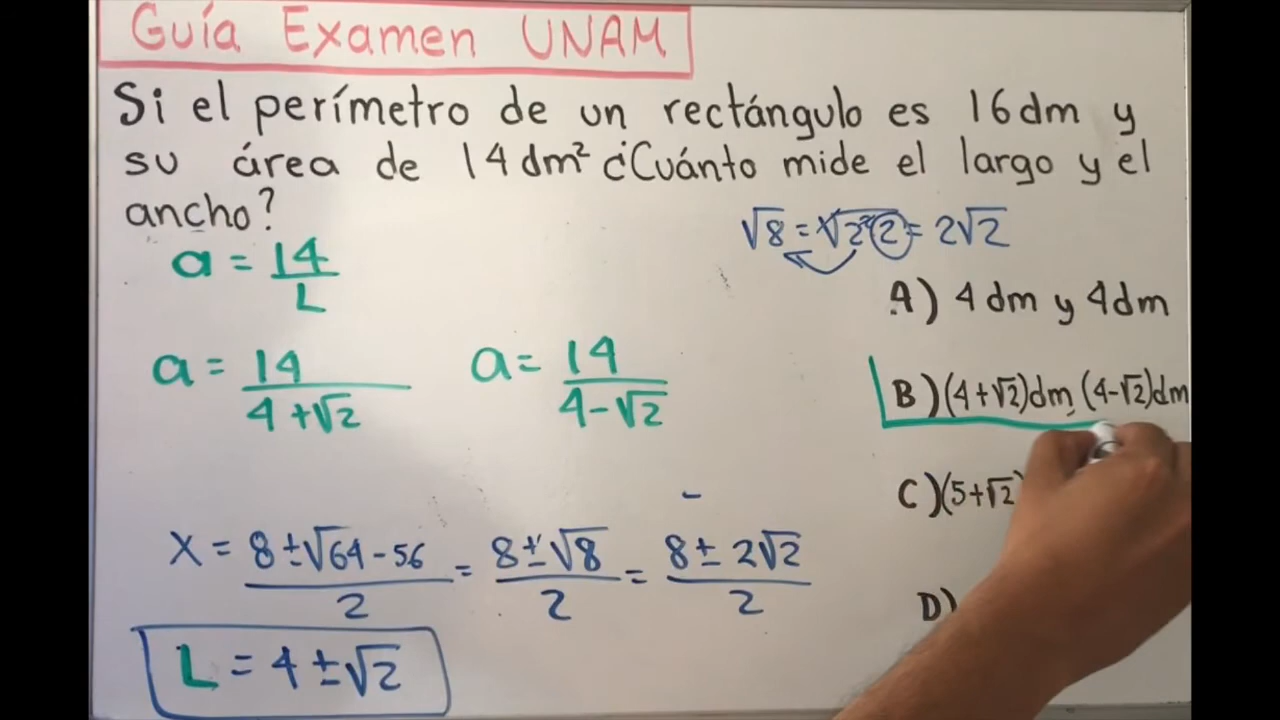 Guía Examen UNAM
Si el perímetro de un rectángulo es 16dm y
su área de 14dm² ¿Cuánto mide el largo y el
ancho?
√8 = √2²(2) = 2√2
a = 14/L
A) 4 dm y 4dm
a = 14/(4+√2)
a = 14/(4-√2)
B) (4+√2)dm, (4-√2)dm
C) (5+√2)
x = (8±√64-56)/2 = (8±√8)/2 = (8± 2√2)/2
D)
L = 4 ±√2